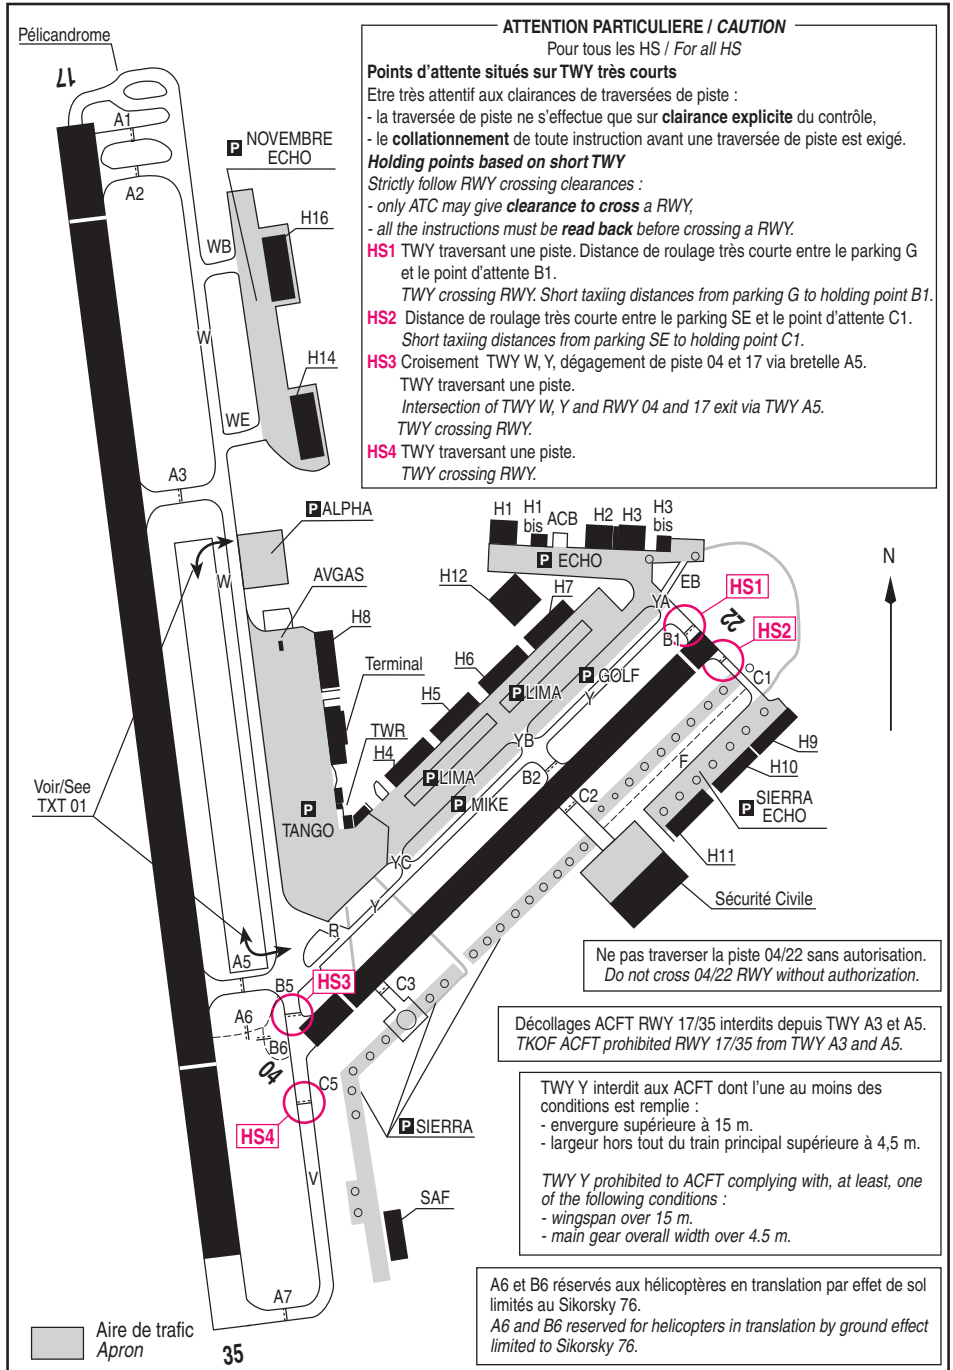 ATTENTION PARTICULIERE / CAUTION
Pour tous les HS / For all HS
Points d'attente situés sur TWY très courts
Etre très attentif aux clairances de traversées de piste :
- la traversée de piste ne s'effectue que sur clairance explicite du contrôle,
- le collationnement de toute instruction avant une traversée de piste est exigé.
Holding points based on short TWY
Strictly follow RWY crossing clearances :
- only ATC may give clearance to cross a RWY,
- all the instructions must be read back before crossing a RWY.
HS1 TWY traversant une piste. Distance de roulage très courte entre le parking G
et le point d'attente B1.
TWY crossing RWY. Short taxiing distances from parking G to holding point B1.
HS2 Distance de roulage très courte entre le parking SE et le point d'attente C1.
Short taxiing distances from parking SE to holding point C1.
HS3 Croisement TWY W, Y, dégagement de piste 04 et 17 via bretelle A5.
TWY traversant une piste.
Intersection of TWY W, Y and RWY 04 and 17 exit via TWY A5.
TWY crossing RWY.
HS4 TWY traversant une piste.
TWY crossing RWY.
Pélicandrome
17
A1
A2
P NOVEMBRE
ECHO
H16
WB
W
H14
WE
A3
P ALPHA
W
AVGAS
H8
Terminal
TWR
H4
H5
H6
H7
H12
H1
H1
bis
ACB
H2
H3
H3
bis
P ECHO
EB
YA
HS1
22
HS2
B1
C1
N
P GOLF
P LIMA
Y
YB
B2
P LIMA
P MIKE
C2
F
H9
H10
P SIERRA
ECHO
H11
Sécurité Civile
Voir/See
TXT 01
P
TANGO
YC
Y
R
A5
B5
HS3
C3
A6
B6
04
C5
HS4
P SIERRA
V
SAF
A7
35
Ne pas traverser la piste 04/22 sans autorisation.
Do not cross 04/22 RWY without authorization.
Décollages ACFT RWY 17/35 interdits depuis TWY A3 et A5.
TKOF ACFT prohibited RWY 17/35 from TWY A3 and A5.
TWY Y interdit aux ACFT dont l'une au moins des
conditions est remplie :
- envergure supérieure à 15 m.
- largeur hors tout du train principal supérieure à 4,5 m.
TWY Y prohibited to ACFT complying with, at least, one
of the following conditions :
- wingspan over 15 m.
- main gear overall width over 4.5 m.
A6 et B6 réservés aux hélicoptères en translation par effet de sol
limités au Sikorsky 76.
A6 and B6 reserved for helicopters in translation by ground effect
limited to Sikorsky 76.
Aire de trafic
Apron